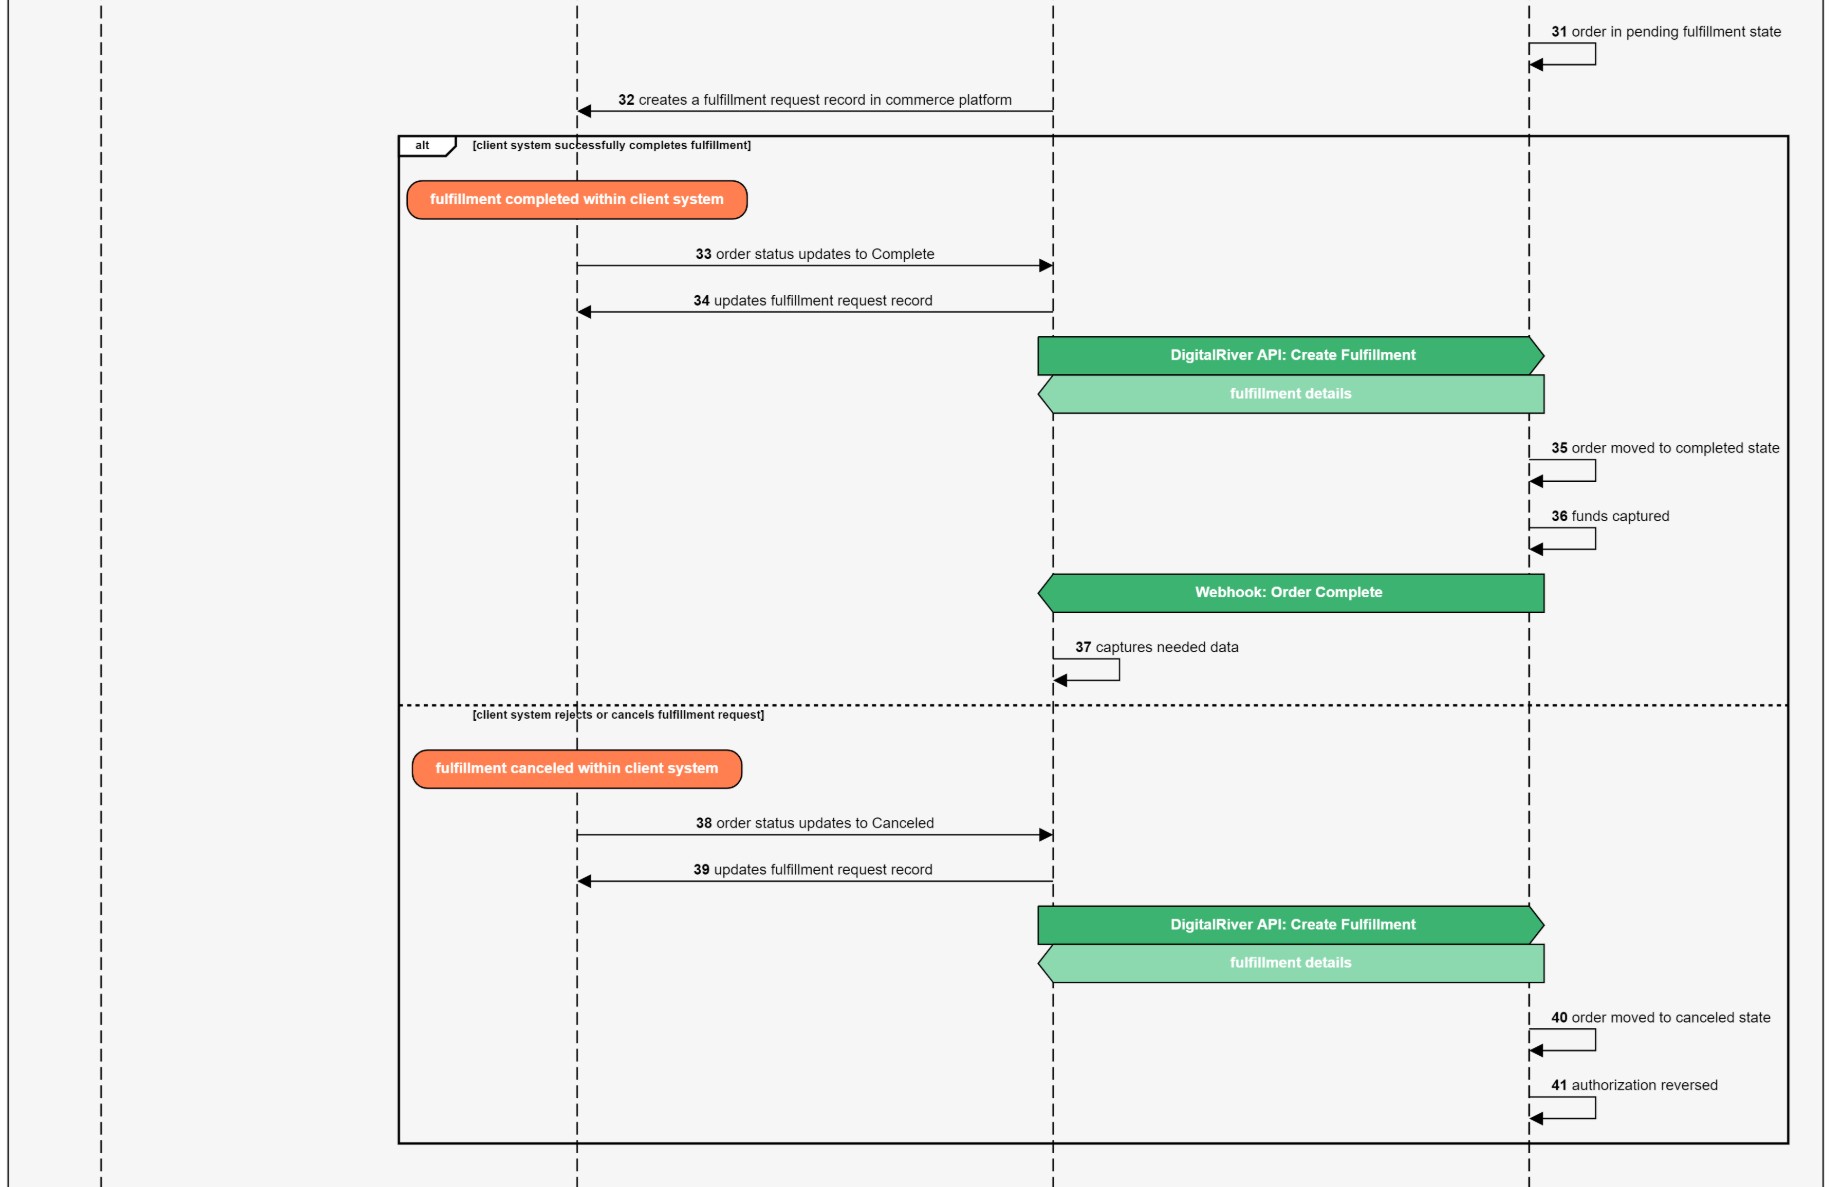 31 order in pending fulfillment state
32 creates a fulfillment request record in commerce platform
alt [client system successfully completes fulfillment]
fulfillment completed within client system
33 order status updates to Complete
34 updates fulfillment request record
DigitalRiver API: Create Fulfillment
fulfillment details
35 order moved to completed state
36 funds captured
Webhook: Order Complete
37 captures needed data
[client system rejects or cancels fulfillment request]
fulfillment canceled within client system
38 order status updates to Canceled
39 updates fulfillment request record
DigitalRiver API: Create Fulfillment
fulfillment details
40 order moved to canceled state
41 authorization reversed